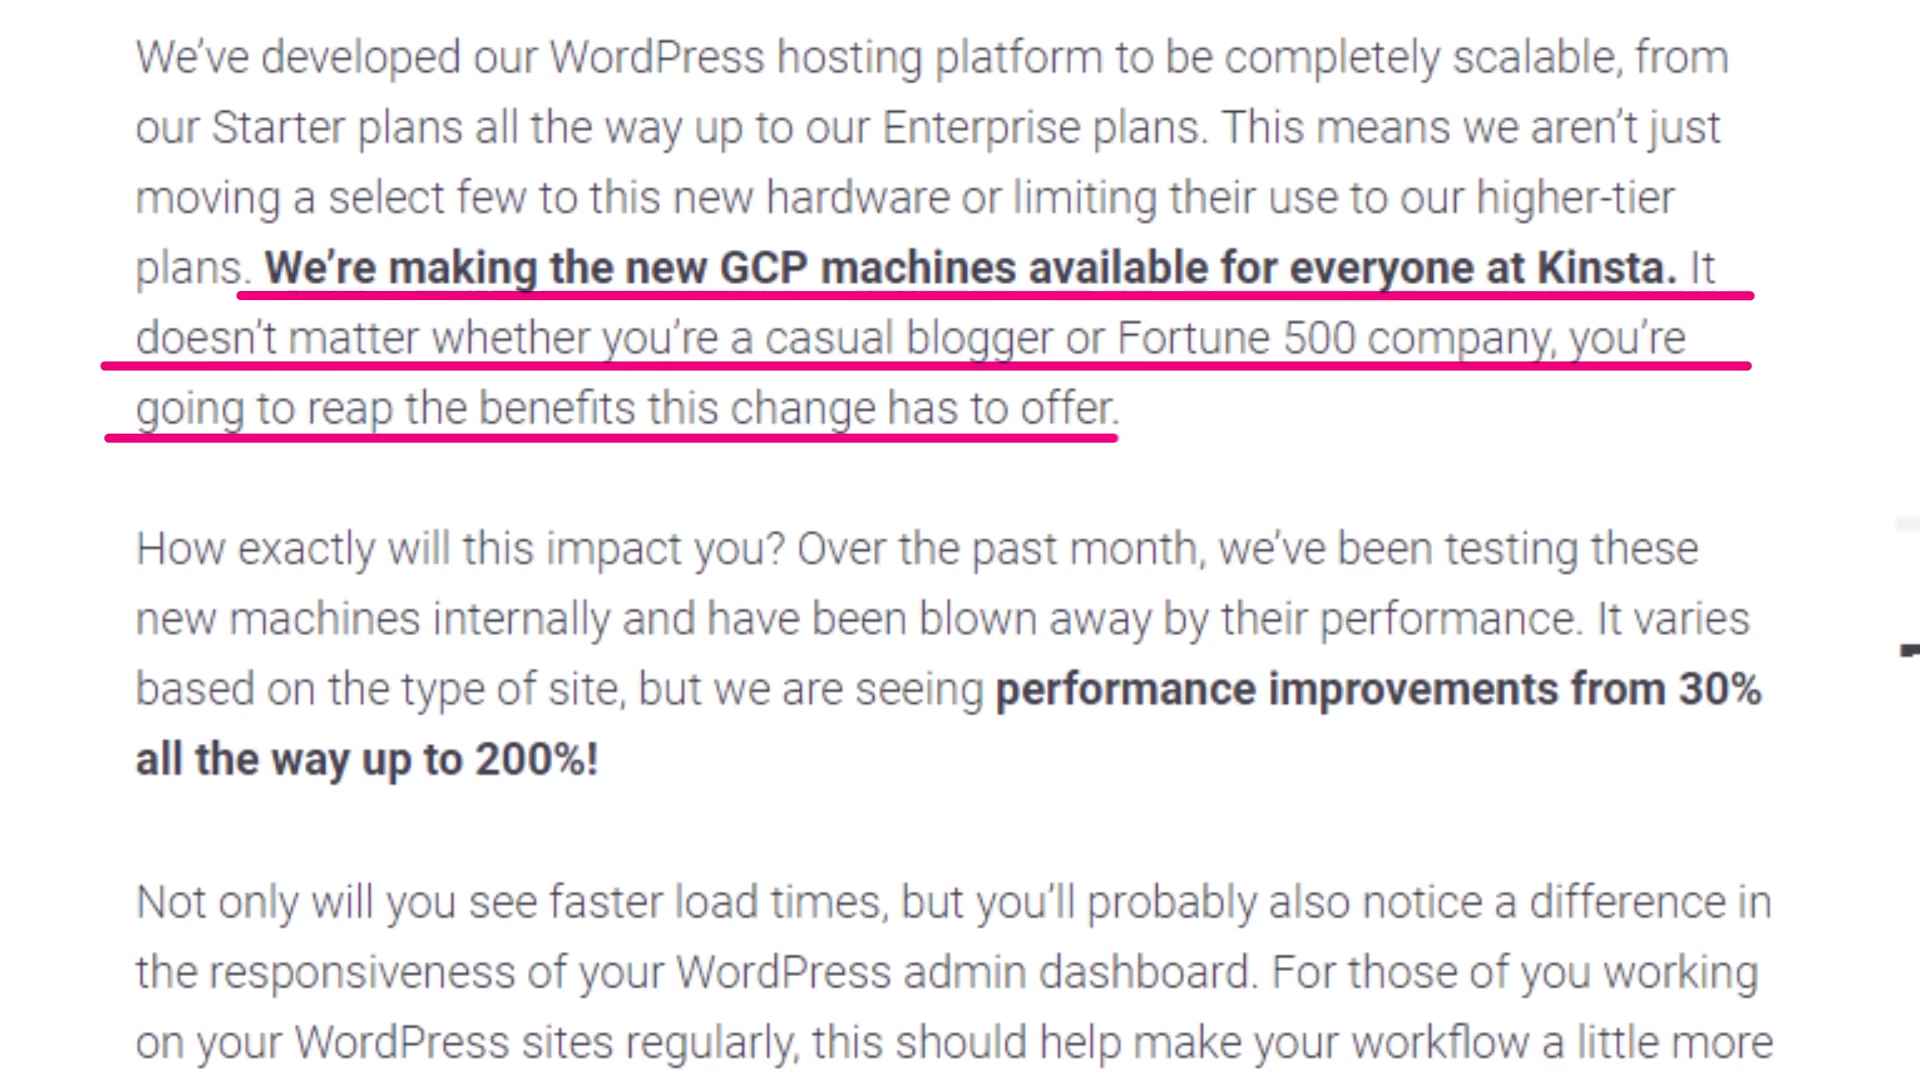 We’ve developed our WordPress hosting platform to be completely scalable, from
our Starter plans all the way up to our Enterprise plans. This means we aren’t just
moving a select few to this new hardware or limiting their use to our higher-tier
plans. We’re making the new GCP machines available for everyone at Kinsta. It
doesn’t matter whether you’re a casual blogger or Fortune 500 company, you’re
going to reap the benefits this change has to offer.
How exactly will this impact you? Over the past month, we’ve been testing these
new machines internally and have been blown away by their performance. It varies
based on the type of site, but we are seeing performance improvements from 30%
all the way up to 200%!
Not only will you see faster load times, but you’ll probably also notice a difference in
the responsiveness of your WordPress admin dashboard. For those of you working
on your WordPress sites regularly, this should help make your workflow a little more